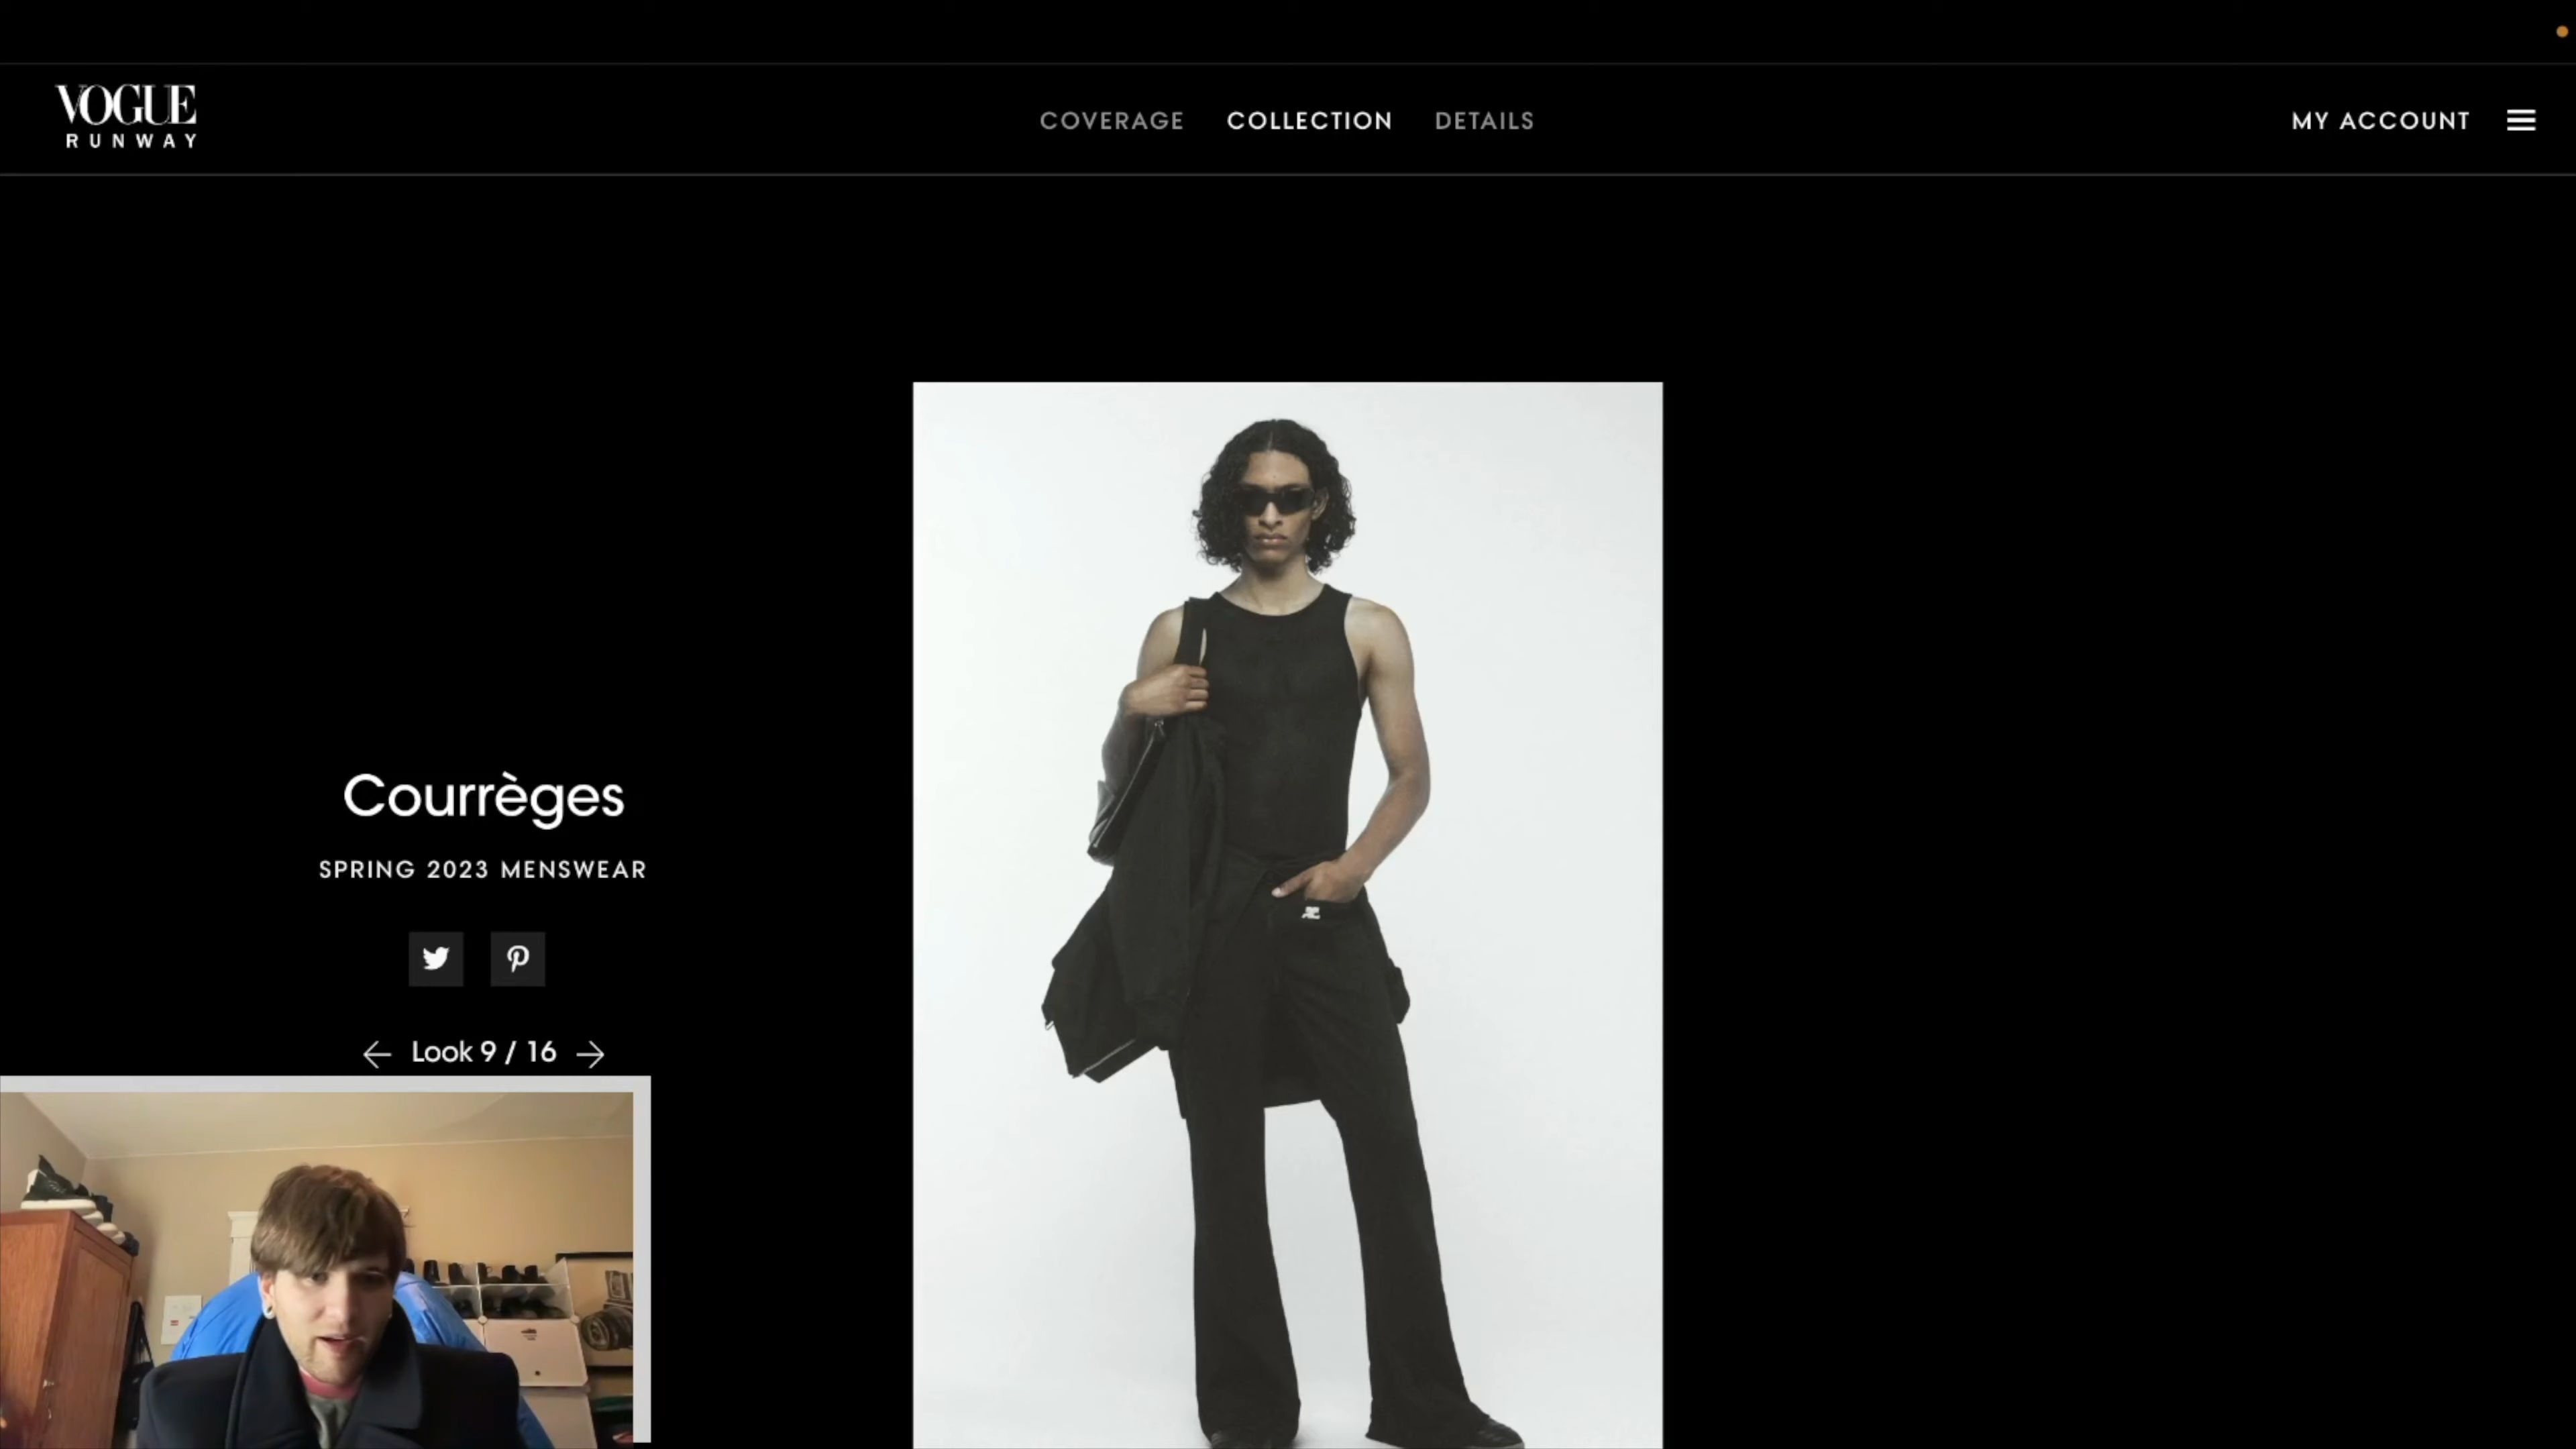 VOGUE
RUNWAY
COVERAGE COLLECTION DETAILS
MY ACCOUNT
Courrèges
SPRING 2023 MENSWEAR
Look 9 / 16